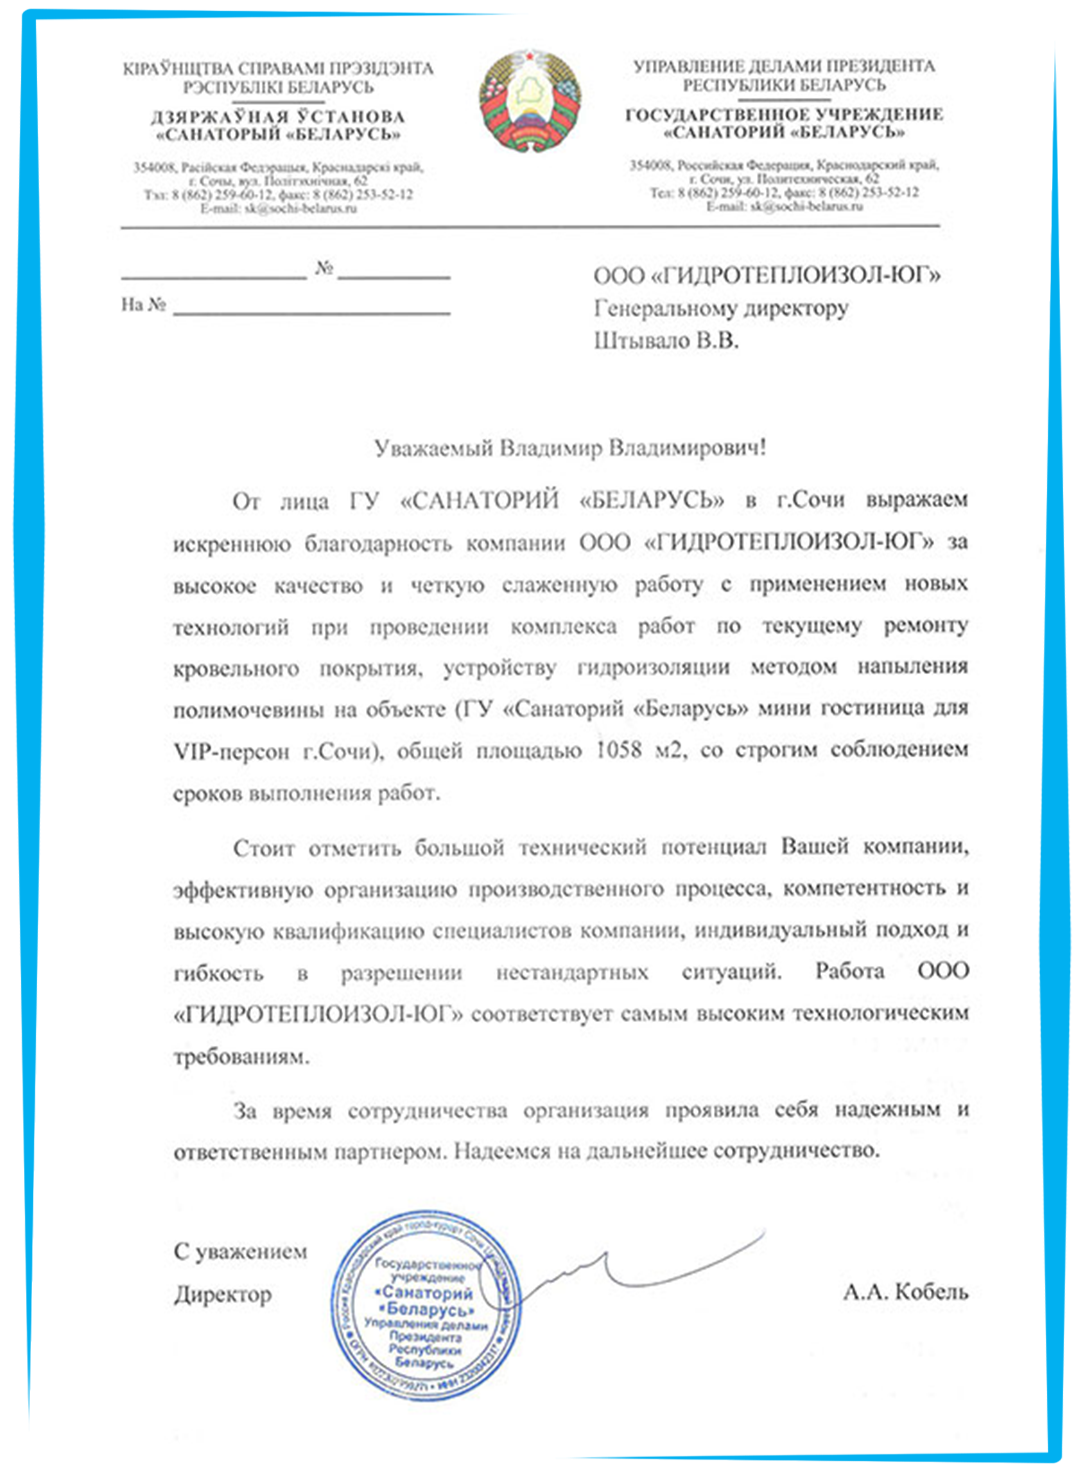 КІРАЎНІЦТВА СПРАВАМІ ПРЭЗІДЭНТА
РЭСПУБЛІКІ БЕЛАРУСЬ
ДЗЯРЖАЎНАЯ ЎСТАНОВА
«САНАТОРЫЙ «БЕЛАРУСЬ»
354008, Расійская Федэрацыя, Краснадарскі край,
г. Сочы, вул. Політэхнічная, 62
Тэл: 8 (862) 259-60-12, факс: 8 (862) 253-52-12
E-mail: sk@sochi-belarus.ru
УПРАВЛЕНИЕ ДЕЛАМИ ПРЕЗИДЕНТА
РЕСПУБЛИКИ БЕЛАРУСЬ
ГОСУДАРСТВЕННОЕ УЧРЕЖДЕНИЕ
«САНАТОРИЙ «БЕЛАРУСЬ»
354008, Российская Федерация, Краснодарский край,
г. Сочи, ул. Политехническая, 62
Тел: 8 (862) 259-60-12, факс: 8 (862) 253-52-12
E-mail: sk@sochi-belarus.ru
№
На №
ООО «ГИДРОТЕПЛОИЗОЛ-ЮГ»
Генеральному директору
Штывало В.В.
Уважаемый Владимир Владимирович!
От лица ГУ «САНАТОРИЙ «БЕЛАРУСЬ» в г.Сочи выражаем
искреннюю благодарность компании ООО «ГИДРОТЕПЛОИЗОЛ-ЮГ» за
высокое качество и четкую слаженную работу с применением новых
технологий при проведении комплекса работ по текущему ремонту
кровельного покрытия, устройству гидроизоляции методом напыления
полимочевины на объекте (ГУ «Санаторий «Беларусь» мини гостиница для
VIP-персон г.Сочи), общей площадью 1058 м2, со строгим соблюдением
сроков выполнения работ.
Стоит отметить большой технический потенциал Вашей компании,
эффективную организацию производственного процесса, компетентность и
высокую квалификацию специалистов компании, индивидуальный подход и
гибкость в разрешении нестандартных ситуаций. Работа ООО
«ГИДРОТЕПЛОИЗОЛ-ЮГ» соответствует самым высоким технологическим
требованиям.
За время сотрудничества организация проявила себя надежным и
ответственным партнером. Надеемся на дальнейшее сотрудничество.
С уважением
Директор
А.А. Кобель
Россия Краснодарский край город-курорт Сочи
ОГРН
ИНН
Государственное
учреждение
«Санаторий
«Беларусь»
Управления делами
Президента
Республики
Беларусь